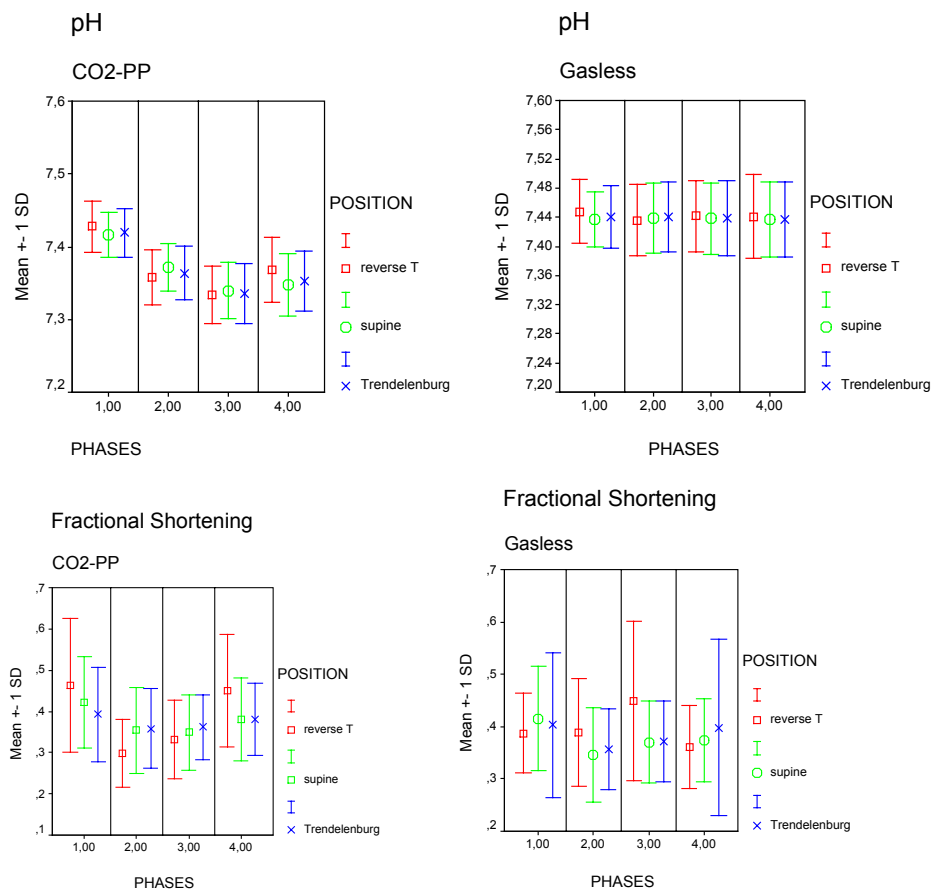 pH
CO2-PP
7,6
7,5
7,4
7,3
7,2
Mean +- 1 SD
1,00 2,00 3,00 4,00
PHASES
POSITION
reverse T
supine
Trendelenburg
pH
Gasless
7,60
7,56
7,52
7,48
7,44
7,40
7,36
7,32
7,28
7,24
7,20
Mean +- 1 SD
1,00 2,00 3,00 4,00
PHASES
POSITION
reverse T
supine
Trendelenburg
Fractional Shortening
CO2-PP
,7
,6
,5
,4
,3
,2
,1
Mean +- 1 SD
1,00 2,00 3,00 4,00
PHASES
POSITION
reverse T
supine
Trendelenburg
Fractional Shortening
Gasless
,7
,6
,5
,4
,3
,2
Mean +- 1 SD
1,00 2,00 3,00 4,00
PHASES
POSITION
reverse T
supine
Trendelenburg